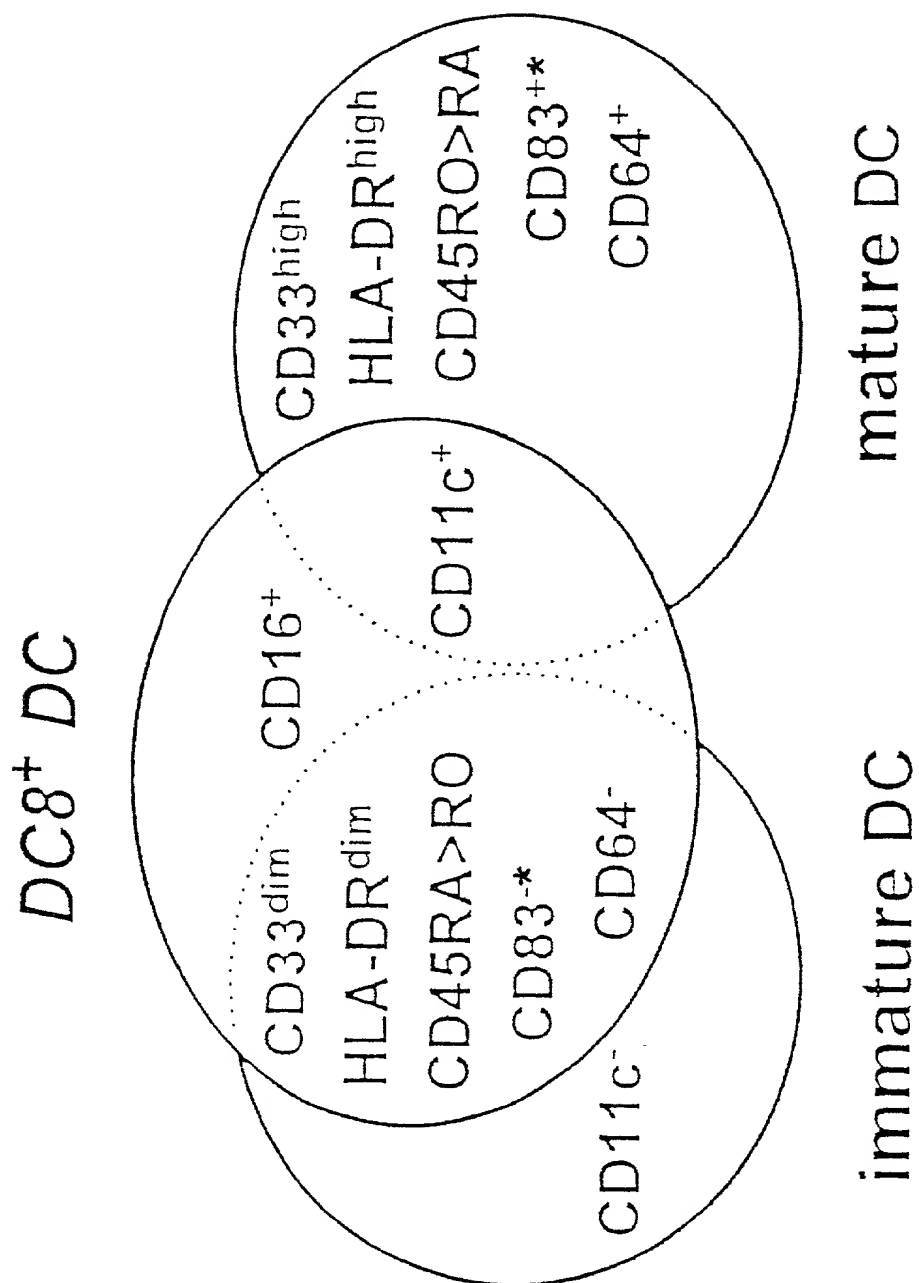 DC8⁺ DC
CD16⁺
CD33ᵈⁱᵐ
HLA-DRᵈⁱᵐ
CD45RA>RO
CD83⁻*
CD64⁻
CD11c⁻
CD11c⁺
CD33ʰⁱᵍʰ
HLA-DRʰⁱᵍʰ
CD45RO>RA
CD83⁺*
CD64⁺
immature DC
mature DC